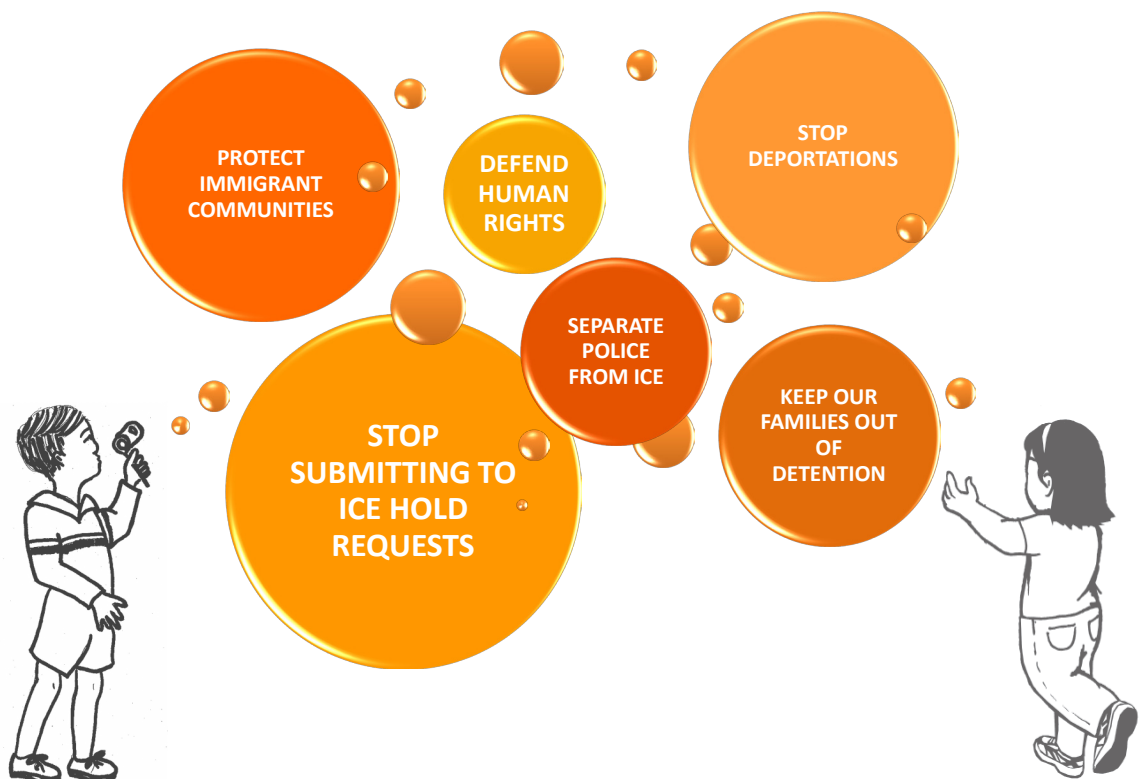 PROTECT
IMMIGRANT
COMMUNITIES
DEFEND
HUMAN
RIGHTS
STOP
DEPORTATIONS
SEPARATE
POLICE
FROM ICE
STOP
SUBMITTING TO
ICE HOLD
REQUESTS
KEEP OUR
FAMILIES OUT
OF
DETENTION